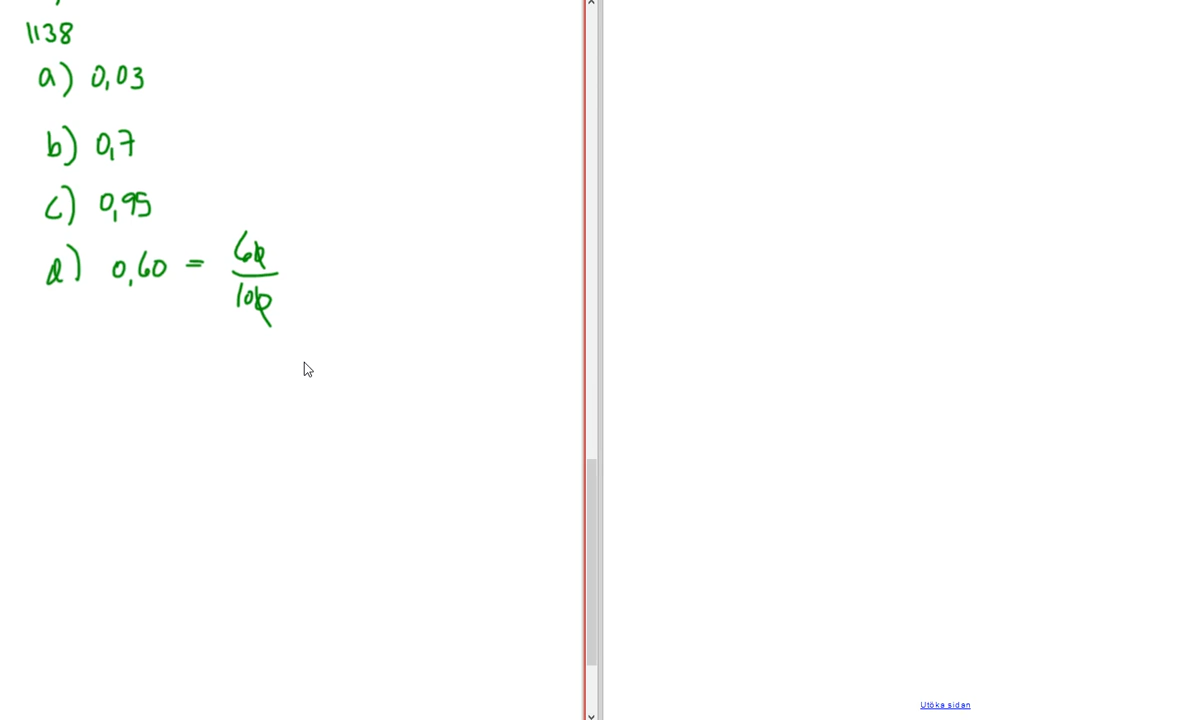 1138
a) 0,03
b) 0,7
c) 0,95
d) 0,60 = 60/100
Utöka sidan